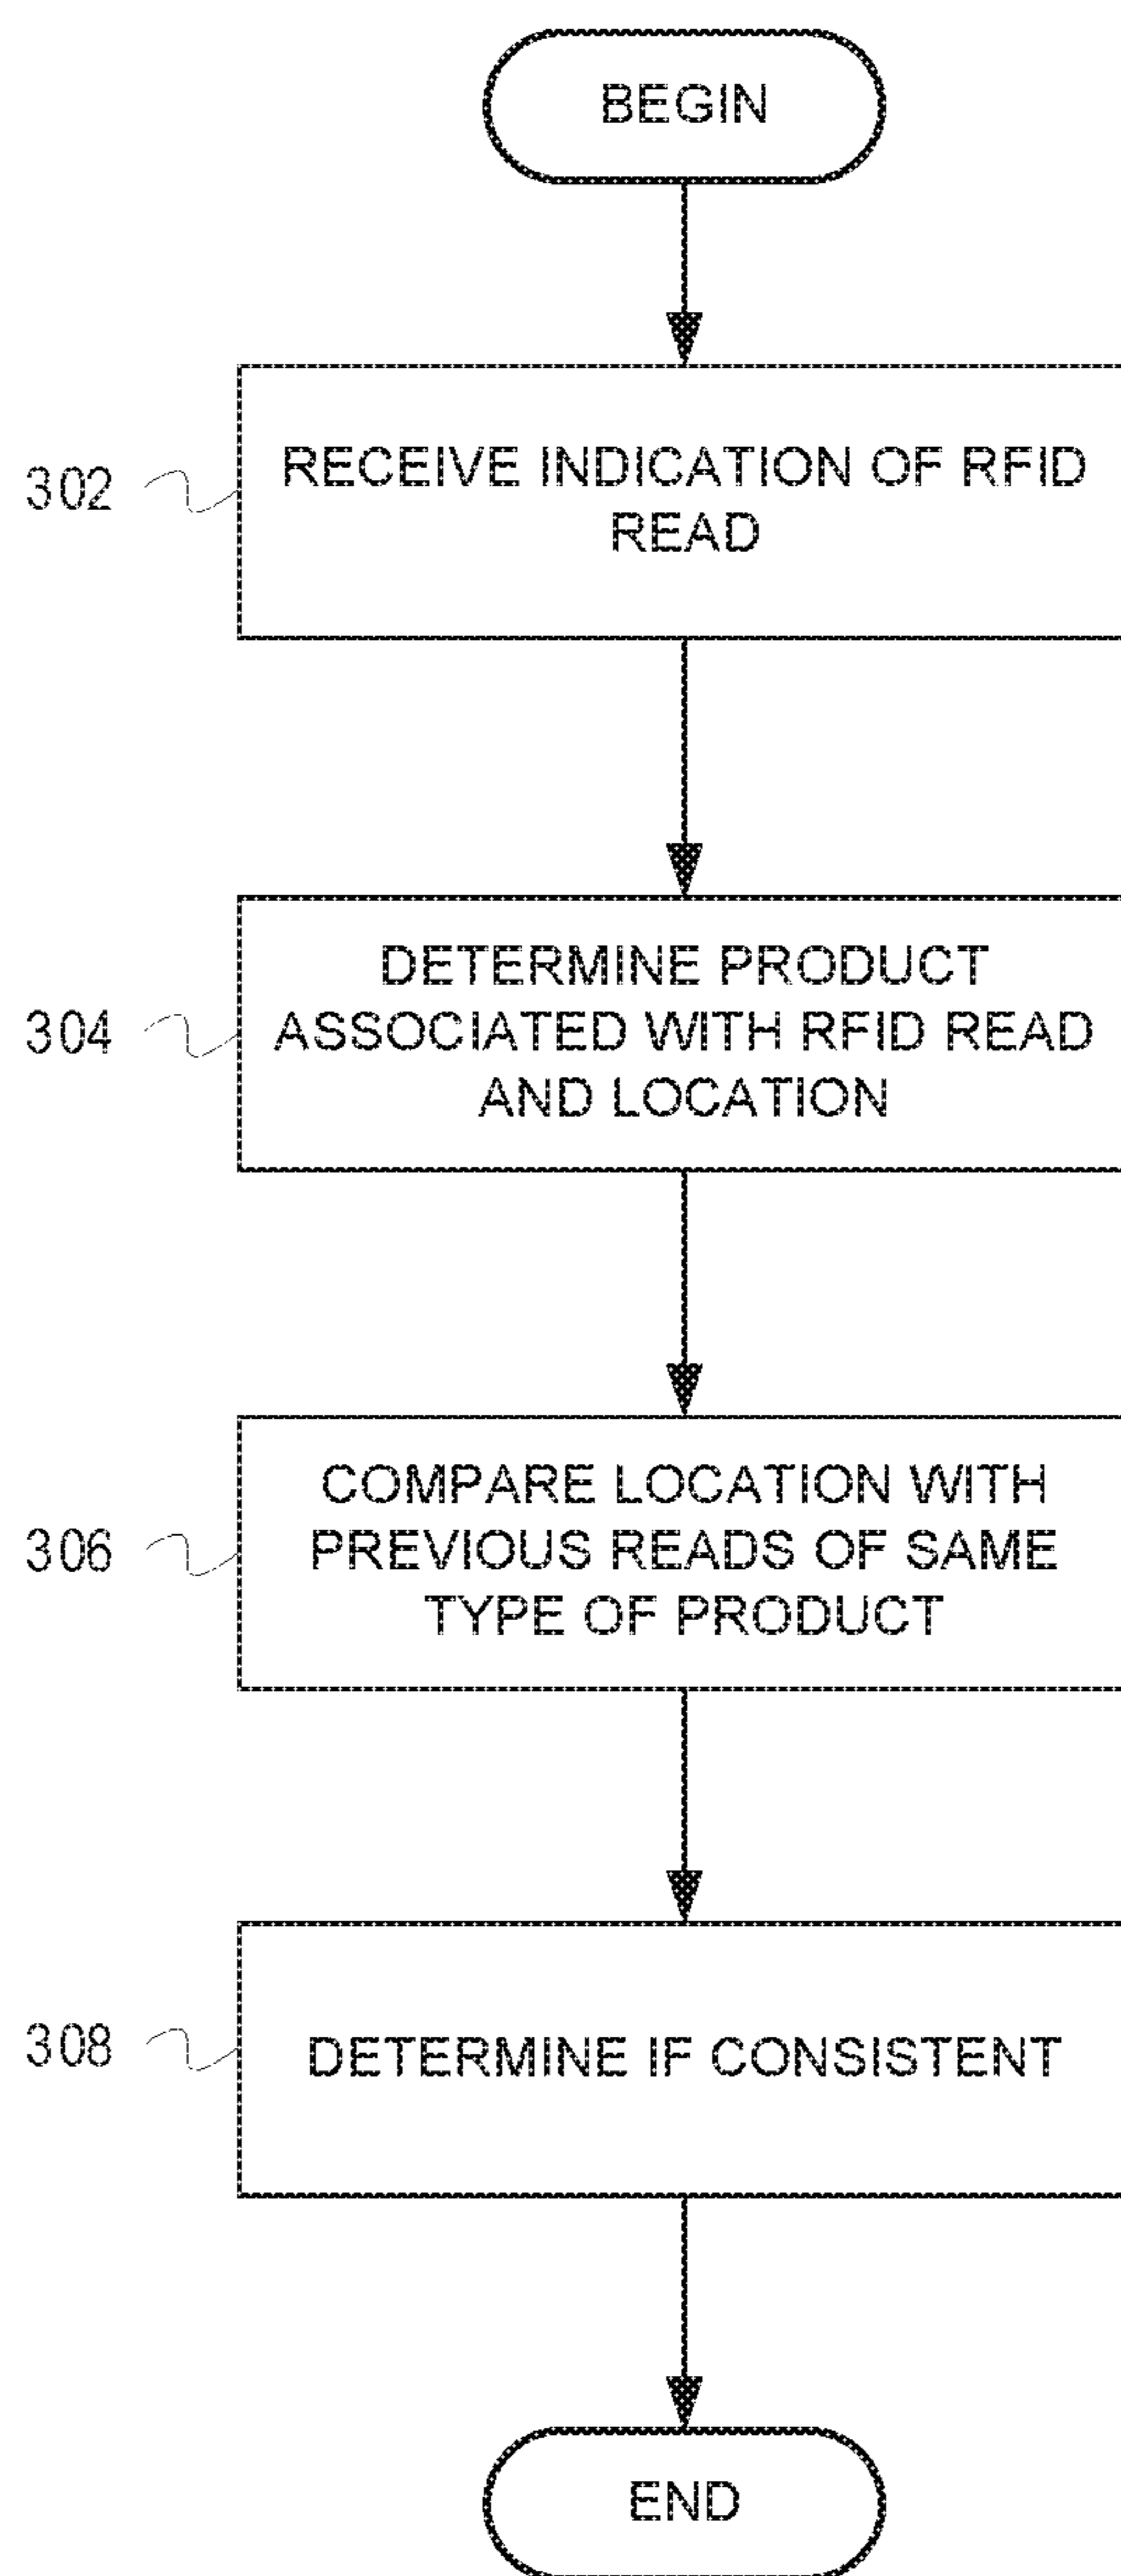 BEGIN
302
RECEIVE INDICATION OF RFID
READ
304
DETERMINE PRODUCT
ASSOCIATED WITH RFID READ
AND LOCATION
306
COMPARE LOCATION WITH
PREVIOUS READS OF SAME
TYPE OF PRODUCT
308
DETERMINE IF CONSISTENT
END